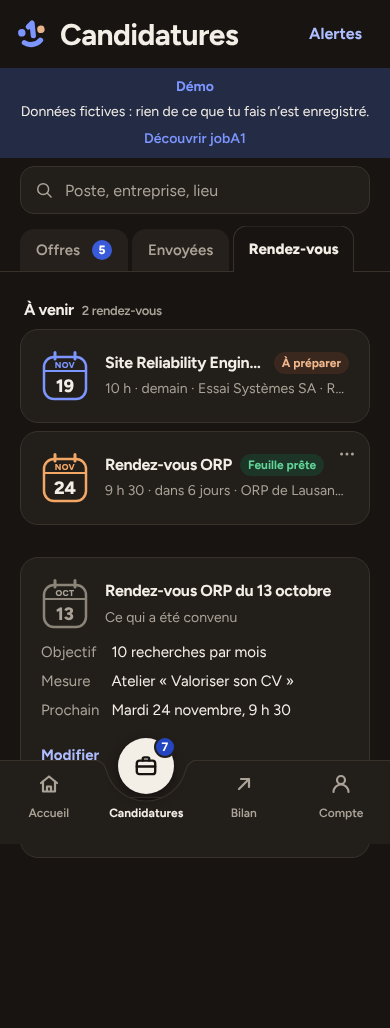 Candidatures
Alertes
Démo
Données fictives : rien de ce que tu fais n'est enregistré.
Découvrir jobA1
Poste, entreprise, lieu
Offres 5
Envoyées
Rendez-vous
À venir 2 rendez-vous
NOV
19
Site Reliability Engin... À préparer
10 h · demain · Essai Systèmes SA · R...
NOV
24
Rendez-vous ORP Feuille prête
9 h 30 · dans 6 jours · ORP de Lausan...
OCT
13
Rendez-vous ORP du 13 octobre
Ce qui a été convenu
Objectif 10 recherches par mois
Mesure Atelier « Valoriser son CV »
Prochain Mardi 24 novembre, 9 h 30
Modifier
7
Accueil
Candidatures
Bilan
Compte